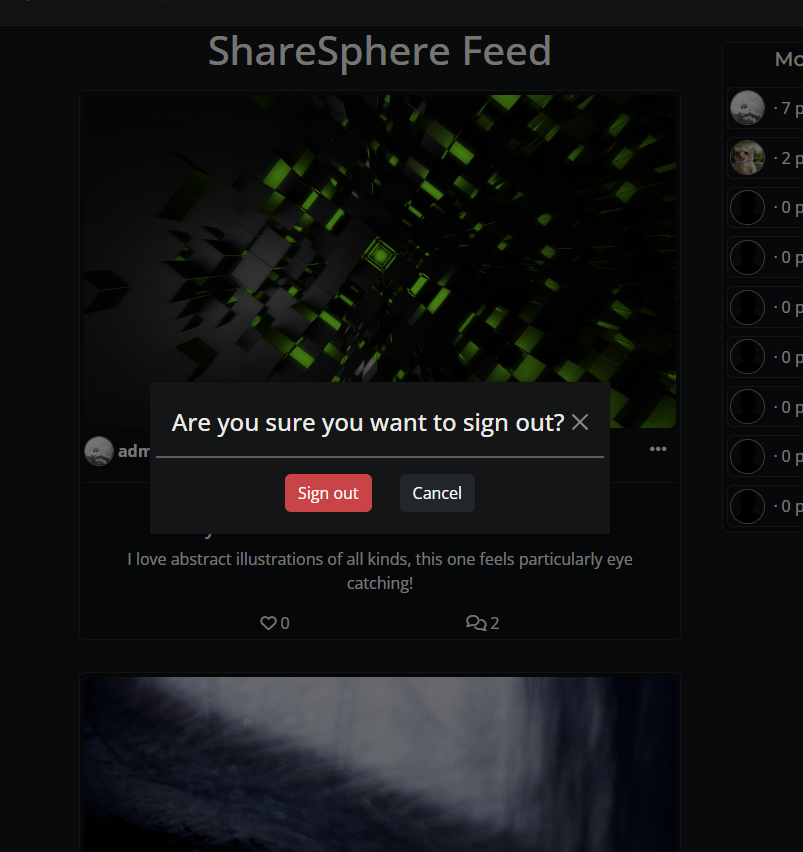 ShareSphere Feed
Mo
· 7 p
· 2 p
· 0 p
· 0 p
· 0 p
· 0 p
· 0 p
· 0 p
· 0 p
Are you sure you want to sign out?
adm
Sign out
Cancel
I love abstract illustrations of all kinds, this one feels particularly eye
catching!
0
2